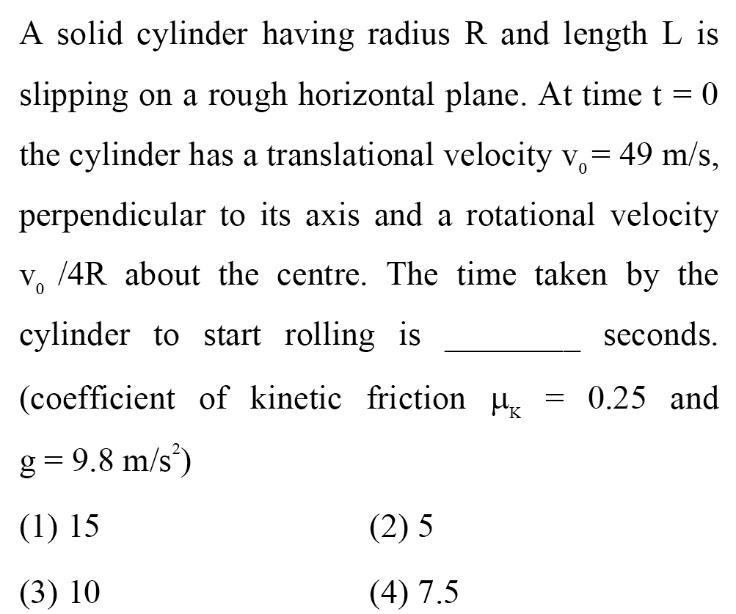 A solid cylinder having radius R and length L is
slipping on a rough horizontal plane. At time t = 0
the cylinder has a translational velocity v₀= 49 m/s,
perpendicular to its axis and a rotational velocity
v₀ /4R about the centre. The time taken by the
cylinder to start rolling is ________ seconds.
(coefficient of kinetic friction μ_K = 0.25 and
g = 9.8 m/s²)
(1) 15 (2) 5
(3) 10 (4) 7.5